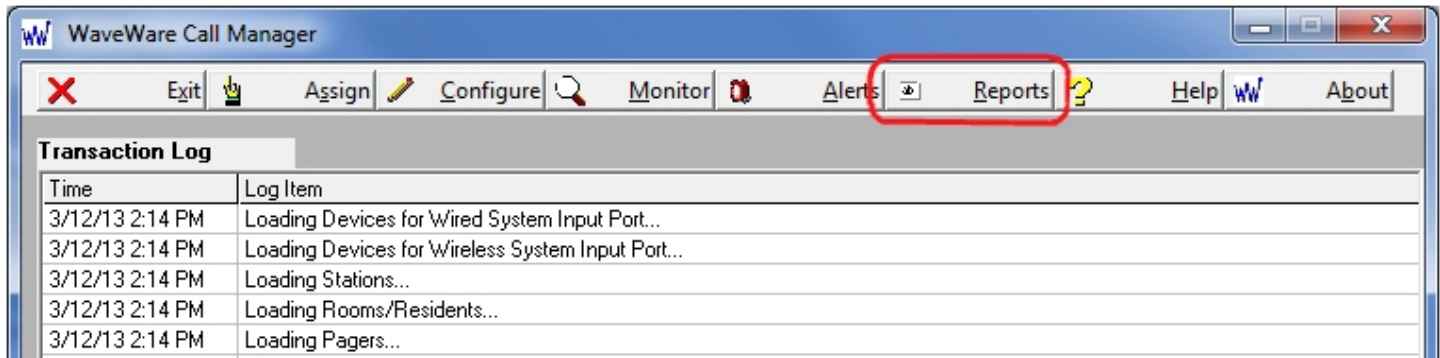 WaveWare Call Manager
Exit Assign Configure Monitor Alerts Reports Help About
Transaction Log
Time Log Item
3/12/13 2:14 PM Loading Devices for Wired System Input Port...
3/12/13 2:14 PM Loading Devices for Wireless System Input Port...
3/12/13 2:14 PM Loading Stations...
3/12/13 2:14 PM Loading Rooms/Residents...
3/12/13 2:14 PM Loading Pagers...